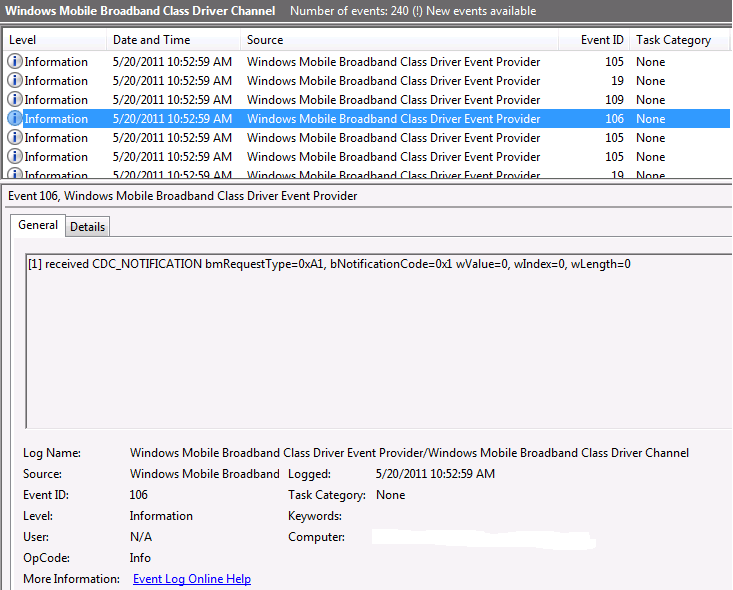 Windows Mobile Broadband Class Driver Channel Number of events: 240 (!) New events available
Level Date and Time Source Event ID Task Category
Information 5/20/2011 10:52:59 AM Windows Mobile Broadband Class Driver Event Provider 105 None
Information 5/20/2011 10:52:59 AM Windows Mobile Broadband Class Driver Event Provider 19 None
Information 5/20/2011 10:52:59 AM Windows Mobile Broadband Class Driver Event Provider 109 None
Information 5/20/2011 10:52:59 AM Windows Mobile Broadband Class Driver Event Provider 106 None
Information 5/20/2011 10:52:59 AM Windows Mobile Broadband Class Driver Event Provider 105 None
Information 5/20/2011 10:52:59 AM Windows Mobile Broadband Class Driver Event Provider 105 None
Information 5/20/2011 10:52:59 AM Windows Mobile Broadband Class Driver Event Provider 19 None
Event 106, Windows Mobile Broadband Class Driver Event Provider
General Details
[1] received CDC_NOTIFICATION bmRequestType=0xA1, bNotificationCode=0x1 wValue=0, wIndex=0, wLength=0
Log Name: Windows Mobile Broadband Class Driver Event Provider/Windows Mobile Broadband Class Driver Channel
Source: Windows Mobile Broadband Logged: 5/20/2011 10:52:59 AM
Event ID: 106 Task Category: None
Level: Information Keywords:
User: N/A Computer:
OpCode: Info
More Information: Event Log Online Help